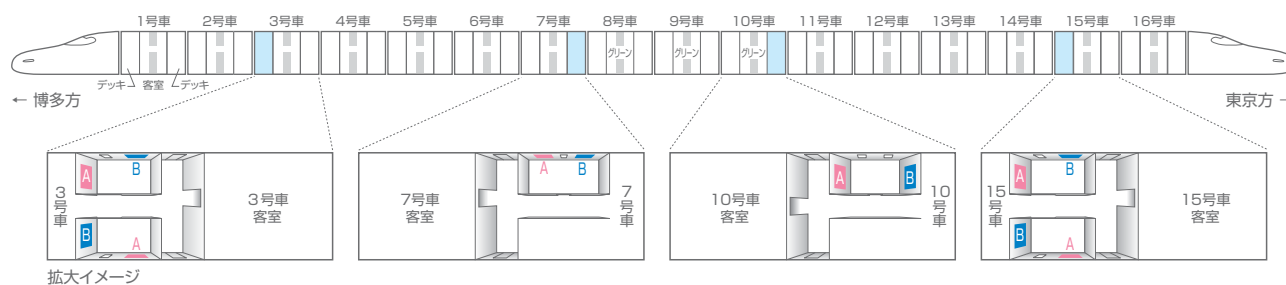 1号車 2号車 3号車 4号車 5号車 6号車 7号車 8号車 9号車 10号車 11号車 12号車 13号車 14号車 15号車 16号車
グリーン グリーン グリーン
デッキ 客室 デッキ
← 博多方
東京方 →
3号車
A
B
B
A
3号車
客室
7号車
客室
A
B
7号車
10号車
客室
A
B
10号車
15号車
A
B
B
A
15号車
客室
拡大イメージ